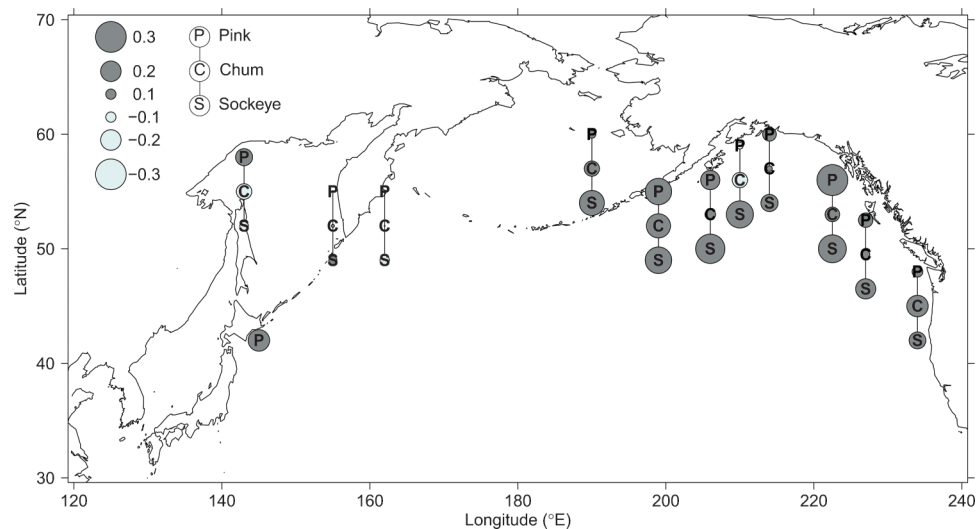 70
60
50
40
30
Latitude (°N)
0.3
0.2
0.1
−0.1
−0.2
−0.3
P Pink
C Chum
S Sockeye
P
C
S
P
P
C
S
P
C
S
P
C
S
P
C
S
P
C
S
P
C
S
P
C
S
P
C
S
P
C
S
P
C
S
120 140 160 180 200 220 240
Longitude (°E)